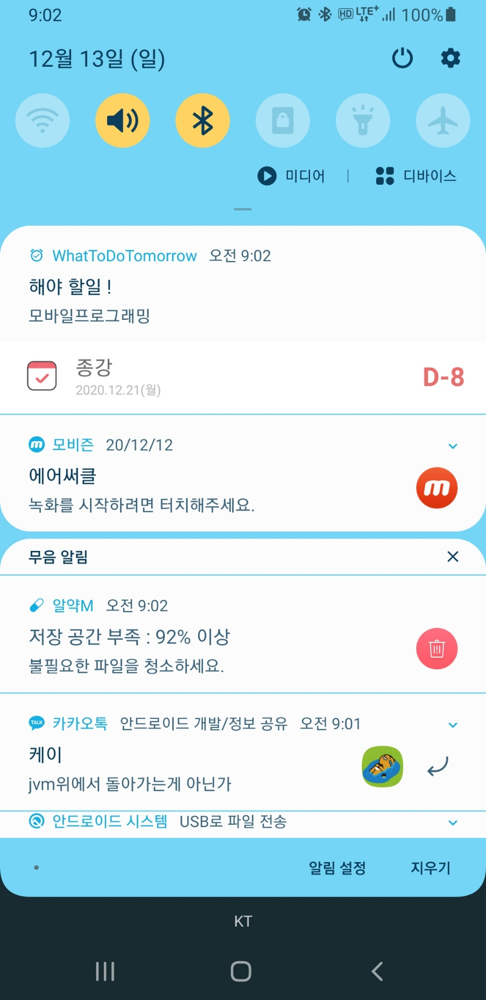 9:02 HD LTE+ 100%
12월 13일 (일)
미디어 | 디바이스
WhatToDoTomorrow 오전 9:02
해야 할일 !
모바일프로그래밍
종강
2020.12.21(월)
D-8
모비즌 20/12/12
에어써클
녹화를 시작하려면 터치해주세요.
무음 알림
알약M 오전 9:02
저장 공간 부족 : 92% 이상
불필요한 파일을 청소하세요.
TALK 카카오톡 안드로이드 개발/정보 공유 오전 9:01
케이
jvm위에서 돌아가는게 아닌가
안드로이드 시스템 USB로 파일 전송
알림 설정 지우기
KT